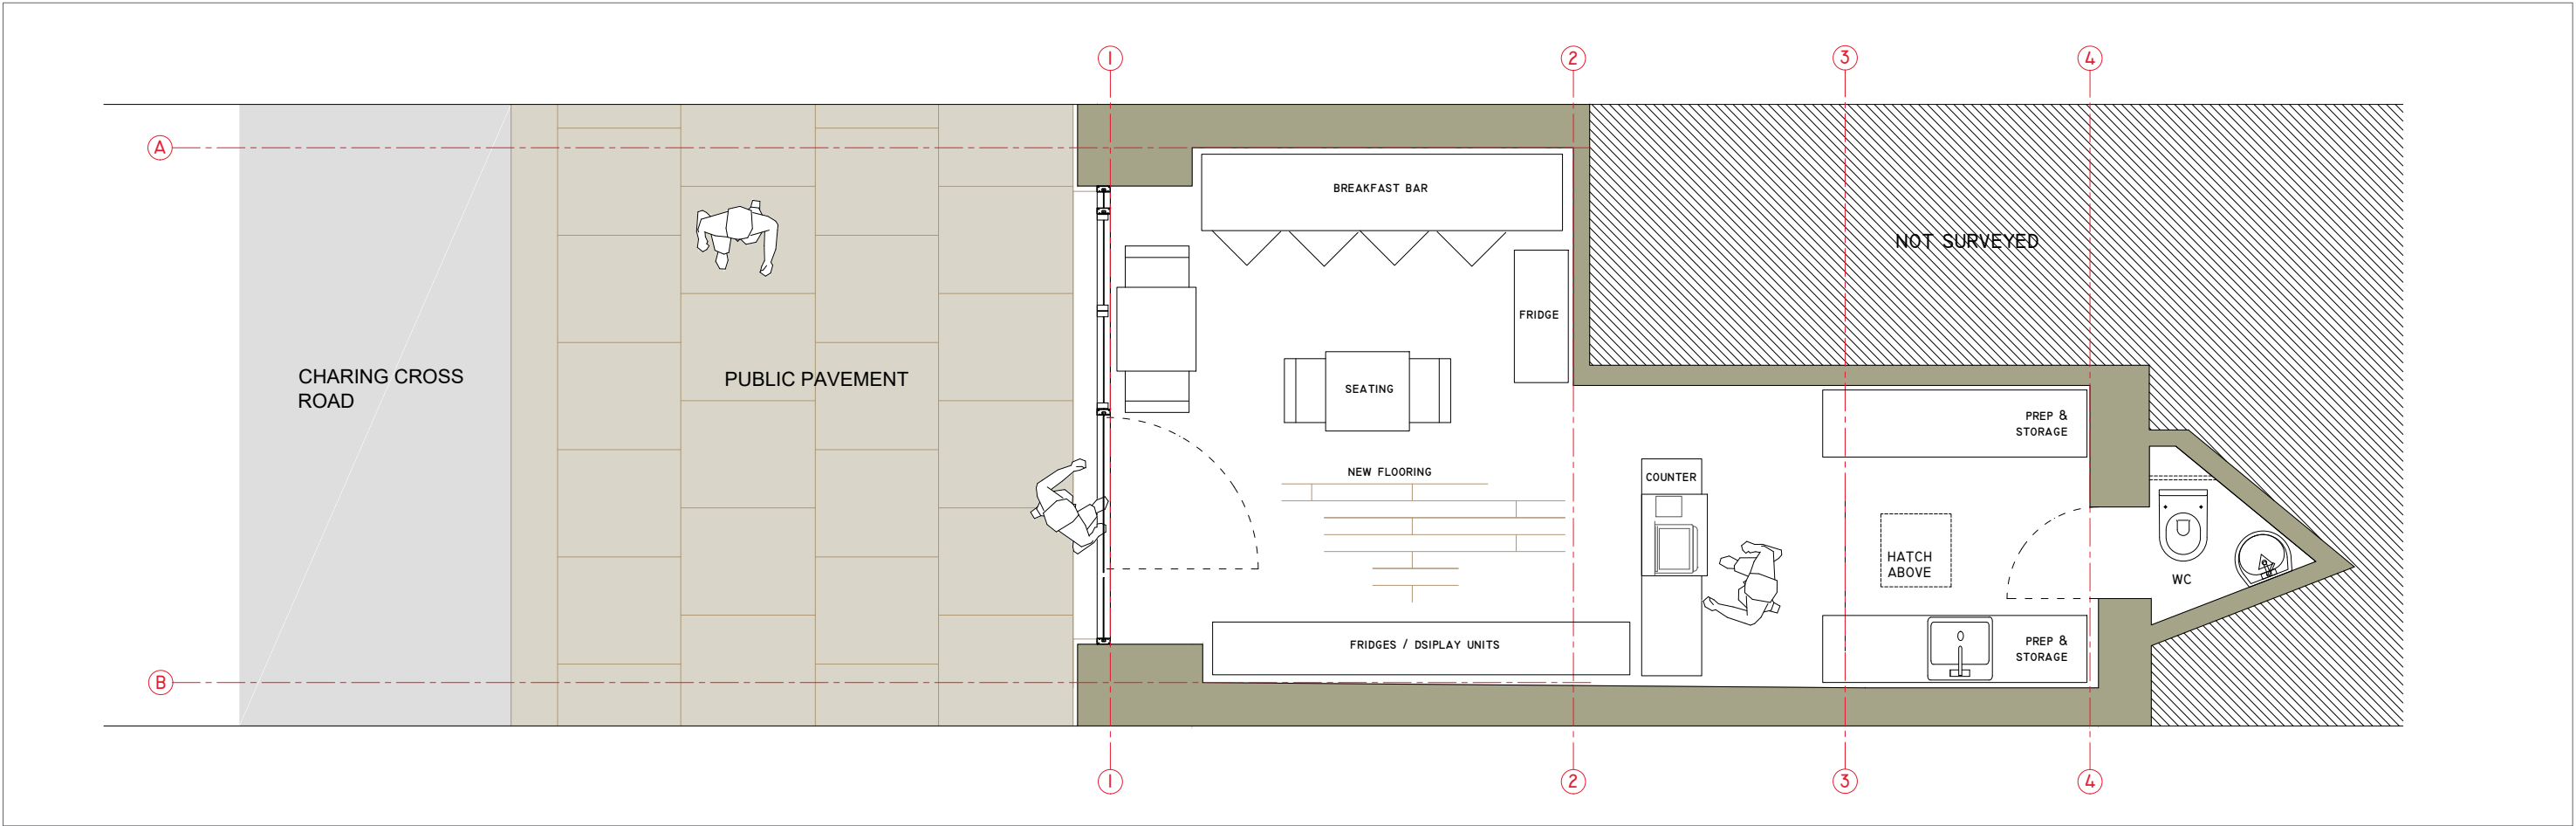 1
2
3
4
A
BREAKFAST BAR
NOT SURVEYED
FRIDGE
CHARING CROSS
ROAD
PUBLIC PAVEMENT
SEATING
PREP &
STORAGE
NEW FLOORING
COUNTER
HATCH
ABOVE
WC
FRIDGES / DSIPLAY UNITS
PREP &
STORAGE
B
1
2
3
4